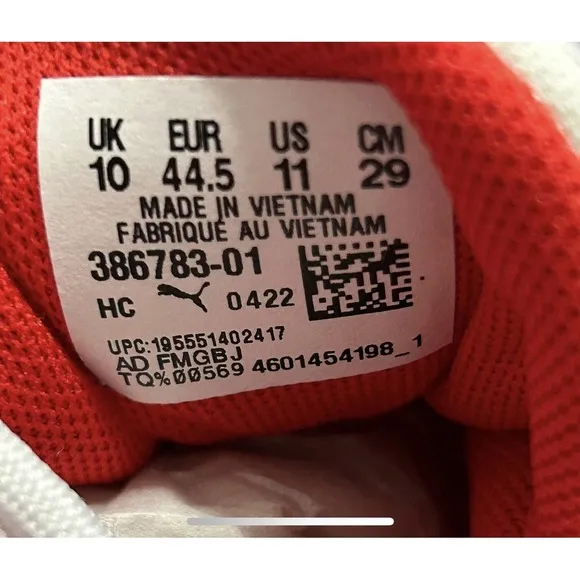 UK EUR US CM
10 44.5 11 29
MADE IN VIETNAM
FABRIQUÉ AU VIETNAM
386783-01
HC 0422
UPC:195551402417
AD FMGBJ
TQ%00569 4601454198_1